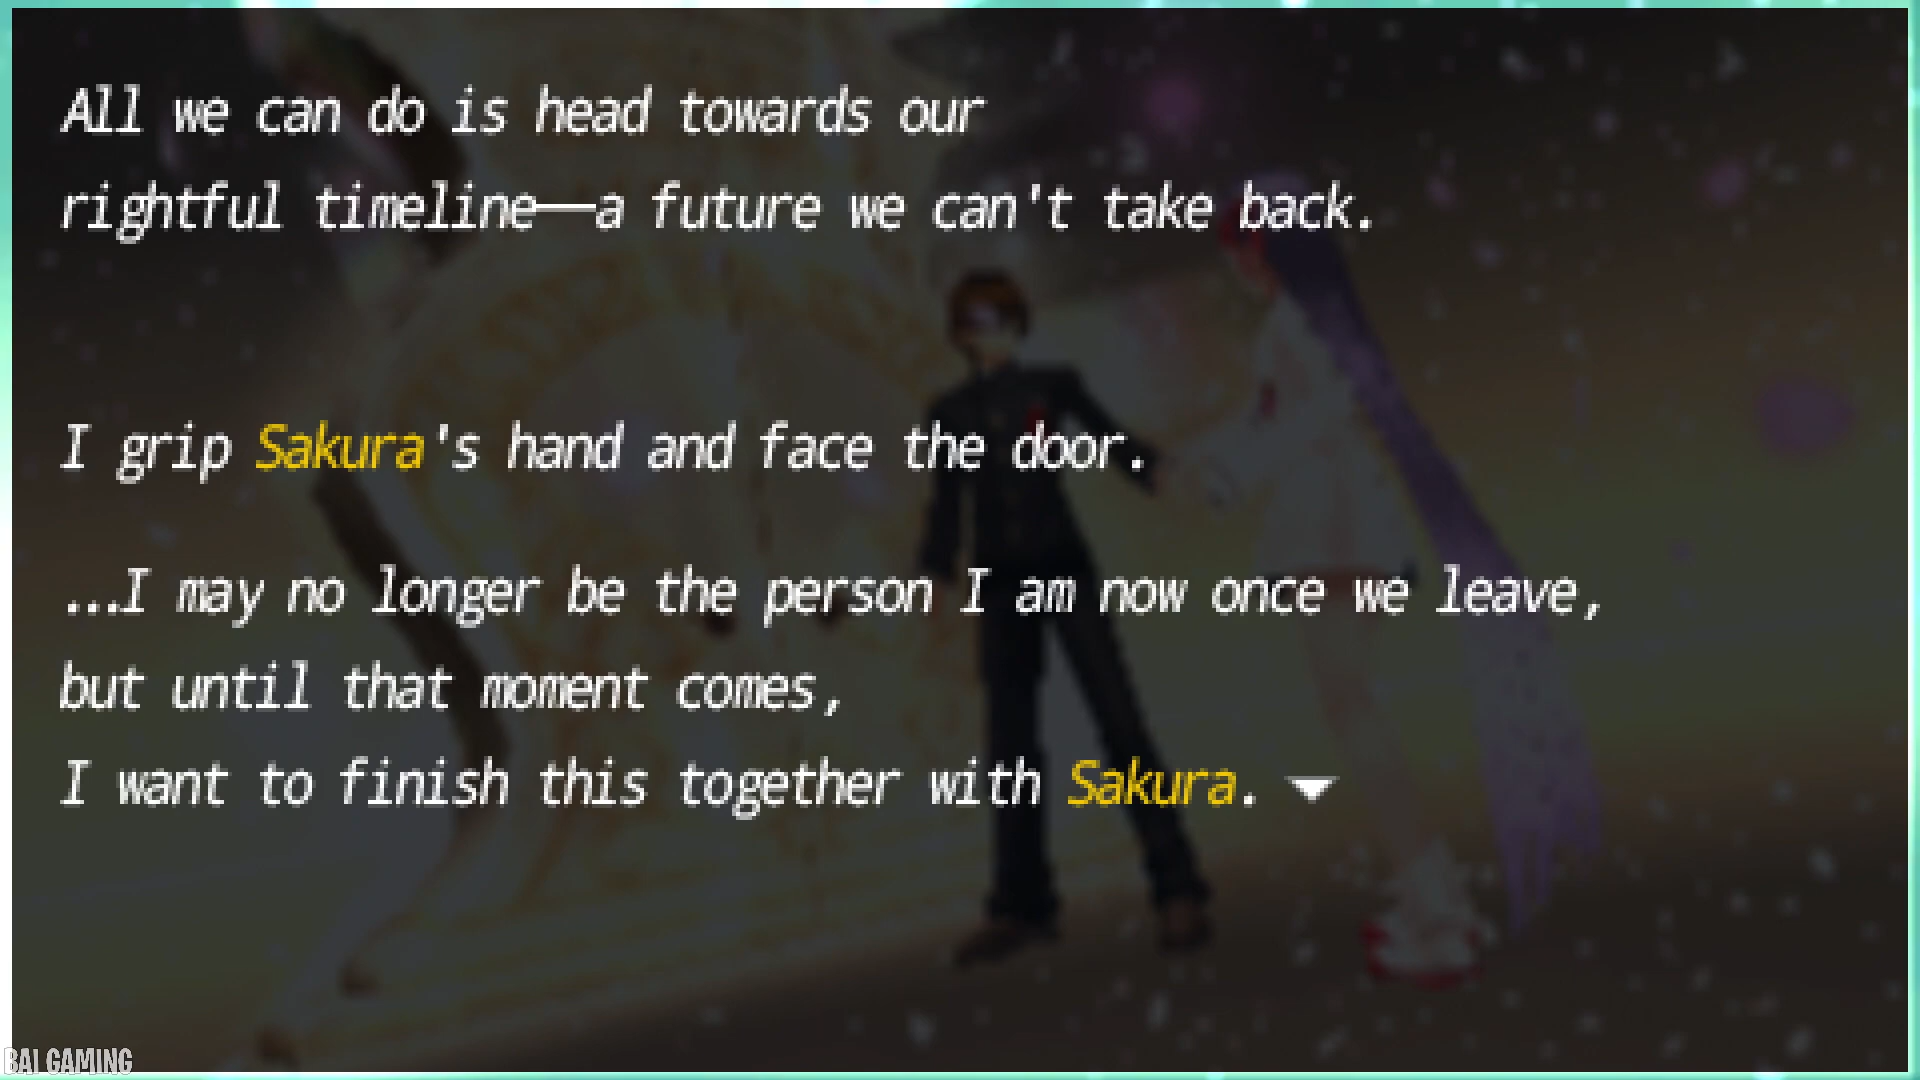 All we can do is head towards our
rightful timeline──a future we can't take back.
I grip Sakura's hand and face the door.
...I may no longer be the person I am now once we leave,
but until that moment comes,
I want to finish this together with Sakura.
BAI GAMING